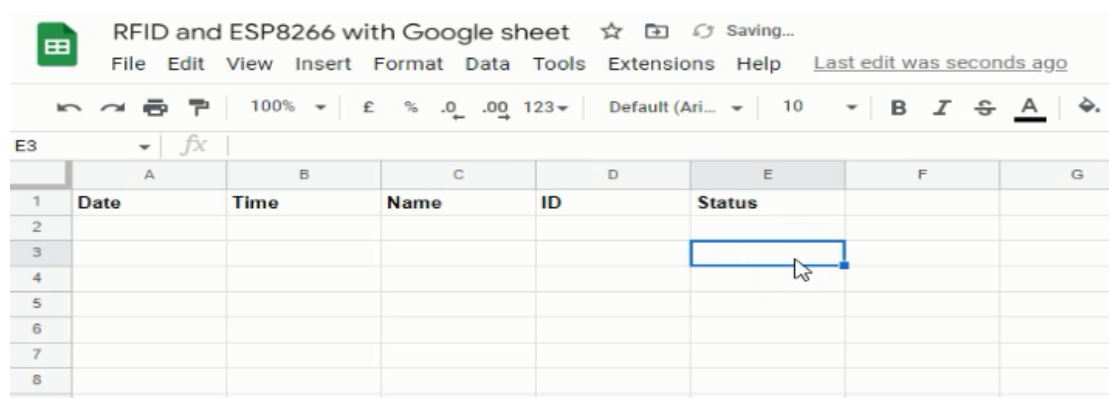 RFID and ESP8266 with Google sheet Saving...
File Edit View Insert Format Data Tools Extensions Help Last edit was seconds ago
100% £ % .0 .00 123 Default (Ari... 10 B I S A
E3 fx
A B C D E F G
1 Date Time Name ID Status
2
3
4
5
6
7
8